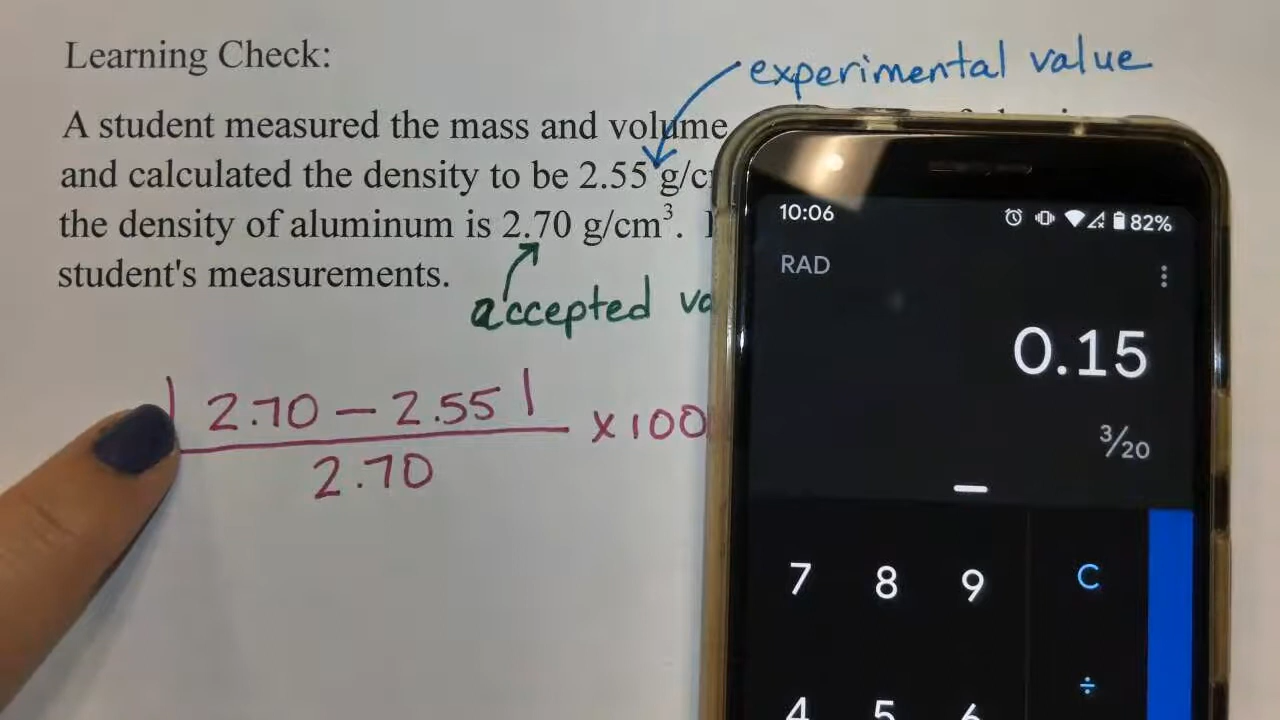 Learning Check:
experimental value
A student measured the mass and volume
and calculated the density to be 2.55 g/c
the density of aluminum is 2.70 g/cm³.
student's measurements.
accepted
| 2.70 - 2.55 |
2.70
x100
10:06
82%
RAD
0.15
3/20
7 8 9 C
4 5 6 ÷